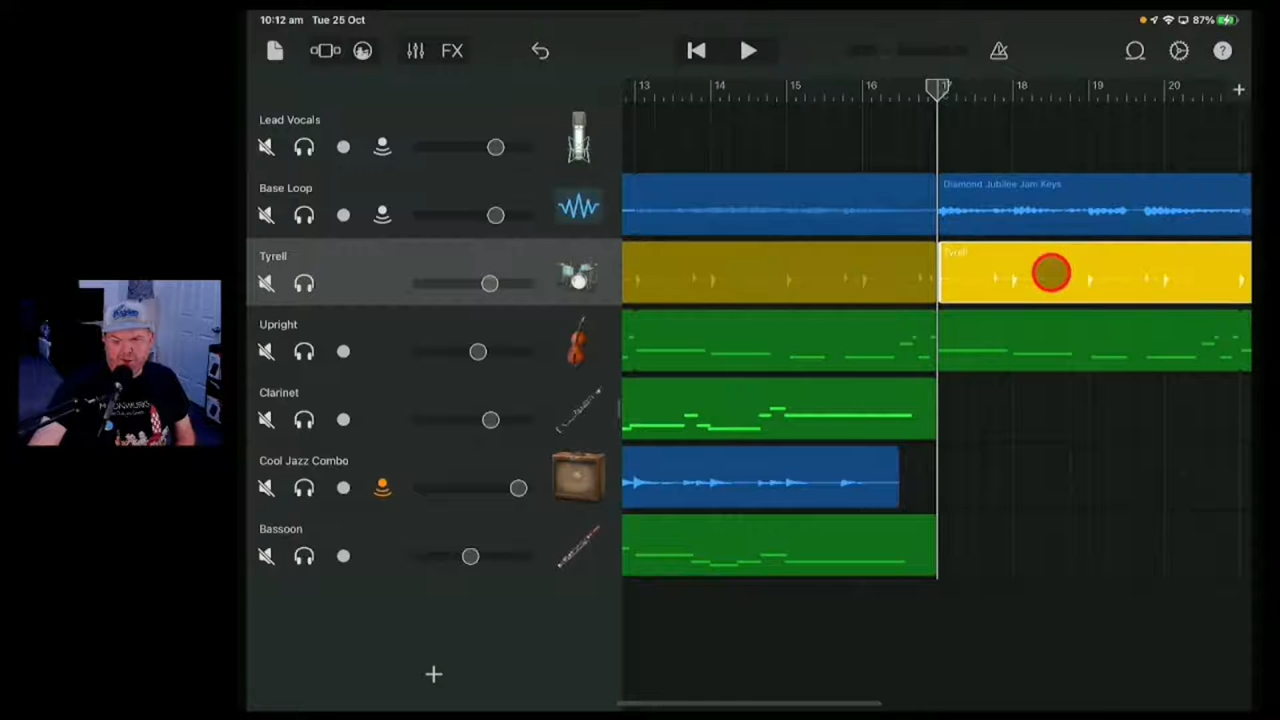 10:12 am Tue 25 Oct
87%
FX
?
13 14 15 16 17 18 19 20
Lead Vocals
Base Loop
Diamond Jubilee Jam Keys
Tyrell
Tyrell
Upright
Clarinet
Cool Jazz Combo
Bassoon